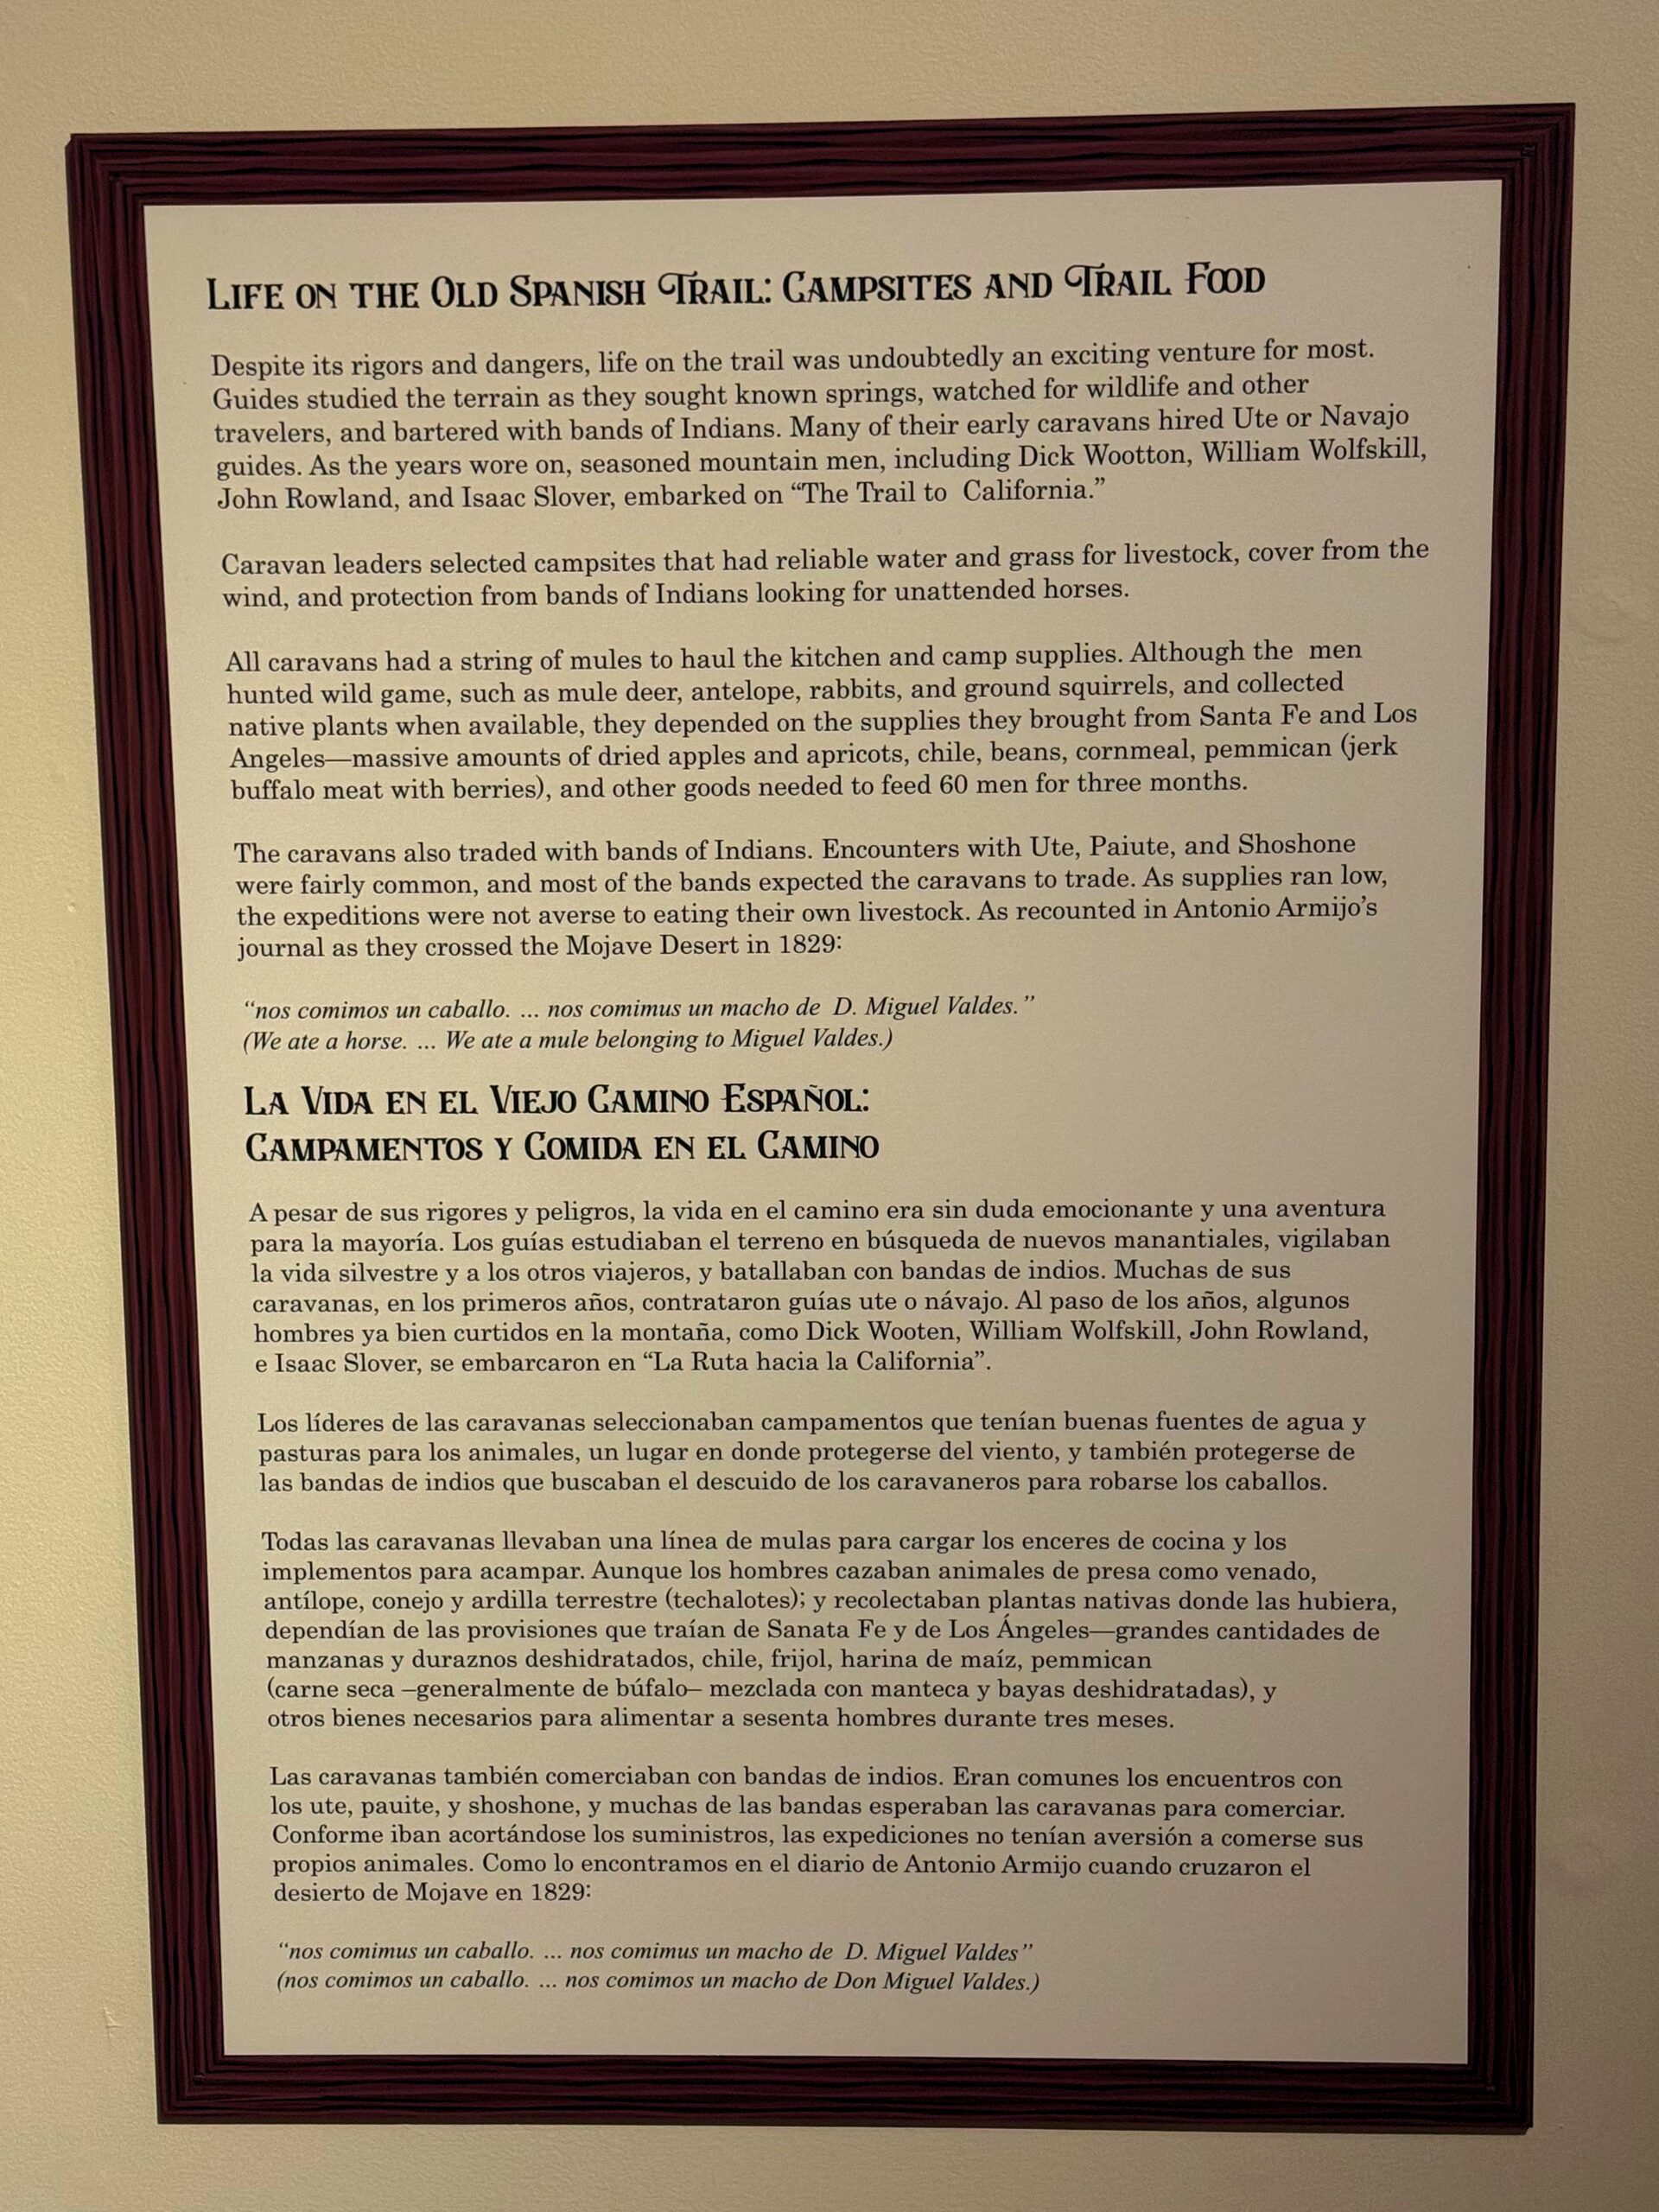 Life on the Old Spanish Trail: Campsites and Trail Food
Despite its rigors and dangers, life on the trail was undoubtedly an exciting venture for most.
Guides studied the terrain as they sought known springs, watched for wildlife and other
travelers, and bartered with bands of Indians. Many of their early caravans hired Ute or Navajo
guides. As the years wore on, seasoned mountain men, including Dick Wootton, William Wolfskill,
John Rowland, and Isaac Slover, embarked on “The Trail to  California.”
Caravan leaders selected campsites that had reliable water and grass for livestock, cover from the
wind, and protection from bands of Indians looking for unattended horses.
All caravans had a string of mules to haul the kitchen and camp supplies. Although the  men
hunted wild game, such as mule deer, antelope, rabbits, and ground squirrels, and collected
native plants when available, they depended on the supplies they brought from Santa Fe and Los
Angeles—massive amounts of dried apples and apricots, chile, beans, cornmeal, pemmican (jerk
buffalo meat with berries), and other goods needed to feed 60 men for three months.
The caravans also traded with bands of Indians. Encounters with Ute, Paiute, and Shoshone
were fairly common, and most of the bands expected the caravans to trade. As supplies ran low,
the expeditions were not averse to eating their own livestock. As recounted in Antonio Armijo’s
journal as they crossed the Mojave Desert in 1829:
“nos comimos un caballo. ... nos comimus un macho de  D. Miguel Valdes.”
(We ate a horse. ... We ate a mule belonging to Miguel Valdes.)
La Vida en el Viejo Camino Español:
Campamentos y Comida en el Camino
A pesar de sus rigores y peligros, la vida en el camino era sin duda emocionante y una aventura
para la mayoría. Los guías estudiaban el terreno en búsqueda de nuevos manantiales, vigilaban
la vida silvestre y a los otros viajeros, y batallaban con bandas de indios. Muchas de sus
caravanas, en los primeros años, contrataron guías ute o návajo. Al paso de los años, algunos
hombres ya bien curtidos en la montaña, como Dick Wooten, William Wolfskill, John Rowland,
e Isaac Slover, se embarcaron en “La Ruta hacia la California”.
Los líderes de las caravanas seleccionaban campamentos que tenían buenas fuentes de agua y
pasturas para los animales, un lugar en donde protegerse del viento, y también protegerse de
las bandas de indios que buscaban el descuido de los caravaneros para robarse los caballos.
Todas las caravanas llevaban una línea de mulas para cargar los enceres de cocina y los
implementos para acampar. Aunque los hombres cazaban animales de presa como venado,
antílope, conejo y ardilla terrestre (techalotes); y recolectaban plantas nativas donde las hubiera,
dependían de las provisiones que traían de Sanata Fe y de Los Ángeles—grandes cantidades de
manzanas y duraznos deshidratados, chile, frijol, harina de maíz, pemmican
(carne seca –generalmente de búfalo– mezclada con manteca y bayas deshidratadas), y
otros bienes necesarios para alimentar a sesenta hombres durante tres meses.
Las caravanas también comerciaban con bandas de indios. Eran comunes los encuentros con
los ute, pauite, y shoshone, y muchas de las bandas esperaban las caravanas para comerciar.
Conforme iban acortándose los suministros, las expediciones no tenían aversión a comerse sus
propios animales. Como lo encontramos en el diario de Antonio Armijo cuando cruzaron el
desierto de Mojave en 1829:
“nos comimus un caballo. ... nos comimus un macho de  D. Miguel Valdes”
(nos comimos un caballo. ... nos comimos un macho de Don Miguel Valdes.)